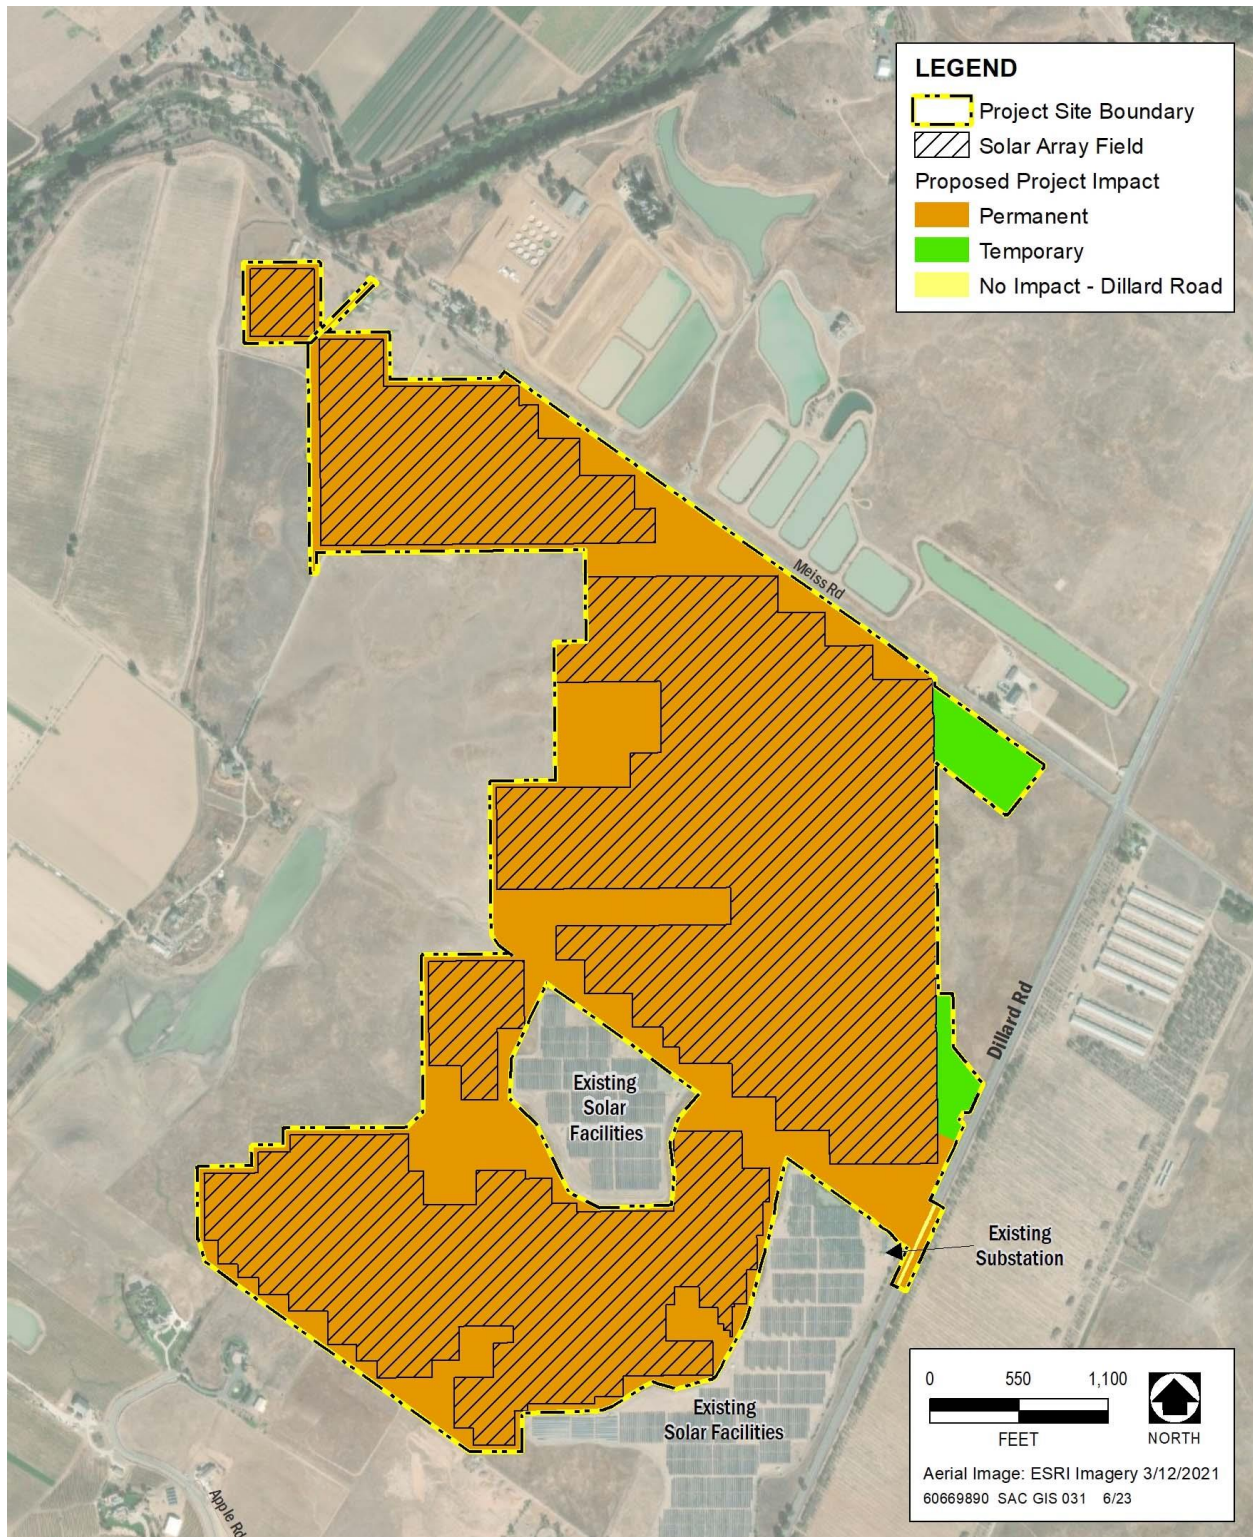 LEGEND
Project Site Boundary
Solar Array Field
Proposed Project Impact
Permanent
Temporary
No Impact - Dillard Road
Meiss Rd
Dillard Rd
Existing
Solar
Facilities
Existing
Substation
Existing
Solar Facilities
Apple Rd
0 550 1,100
FEET
NORTH
Aerial Image: ESRI Imagery 3/12/2021
60669890 SAC GIS 031 6/23